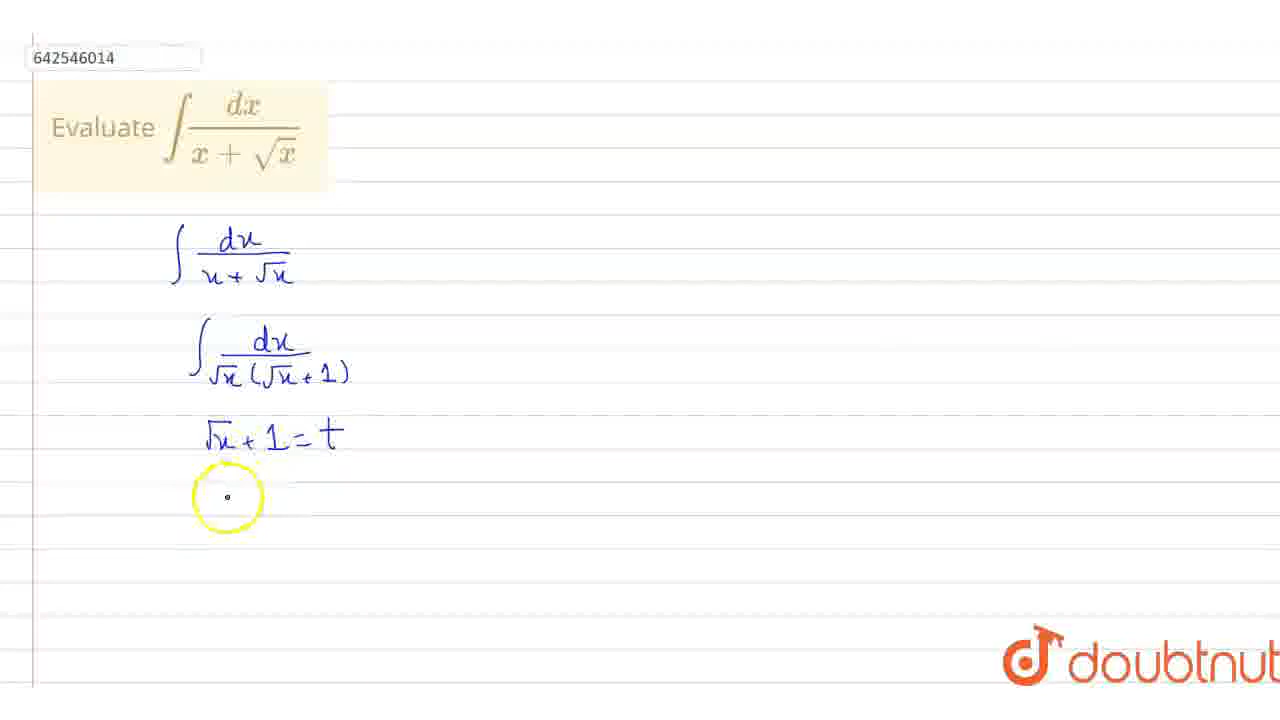 642546014
Evaluate ∫ dx/(x + √x)
∫ dx/(x + √x)
∫ dx/(√x (√x + 1))
√x + 1 = t
doubtnut